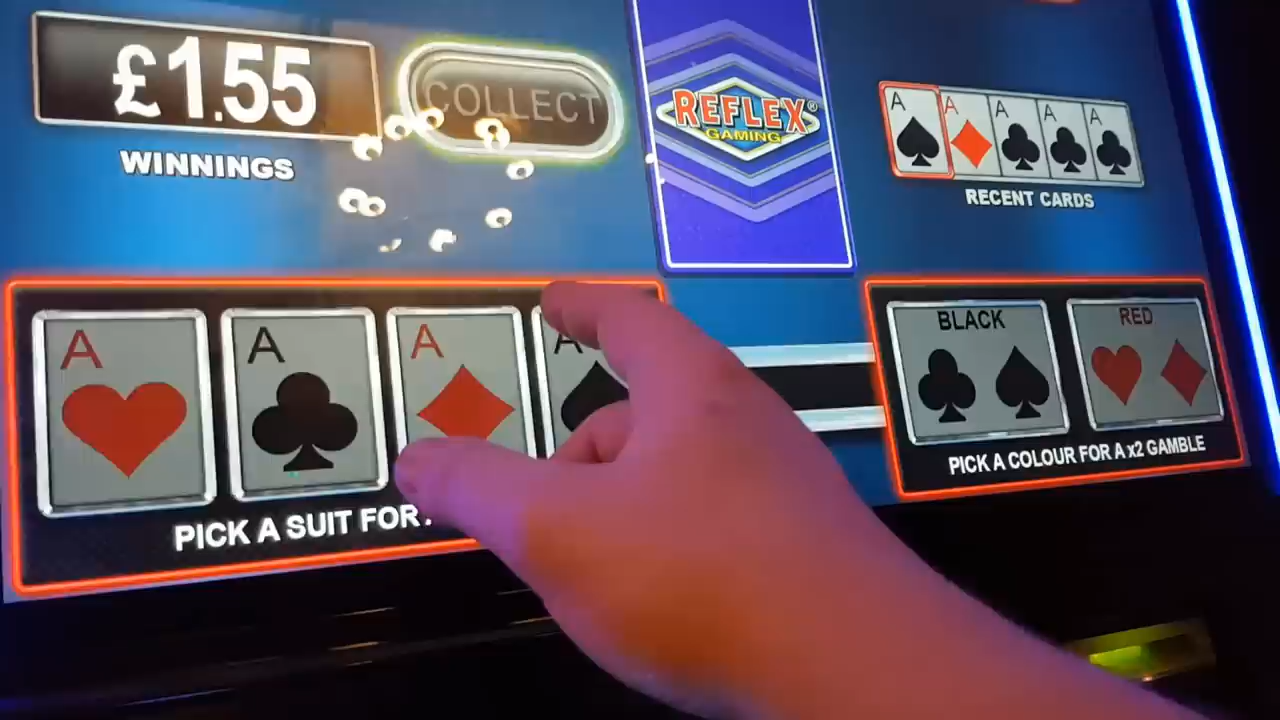 £1.55
COLLECT
WINNINGS
REFLEX®
GAMING
A A A A A
RECENT CARDS
A A A A
PICK A SUIT FOR
BLACK
RED
PICK A COLOUR FOR A x2 GAMBLE